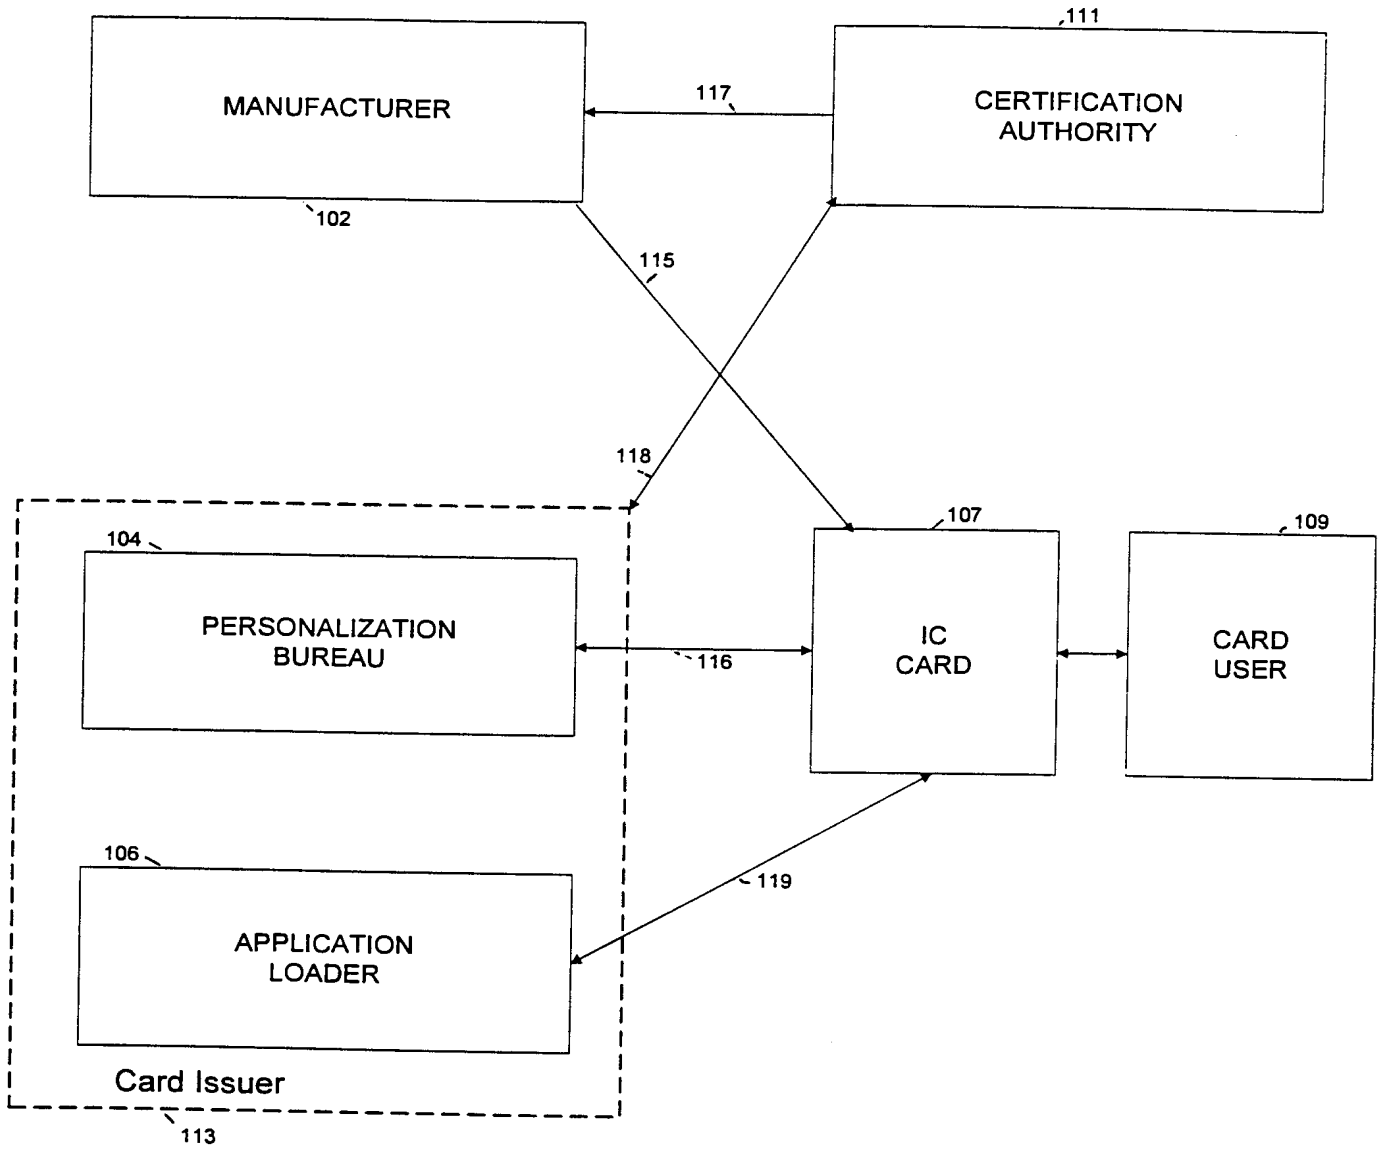 111
MANUFACTURER
117
CERTIFICATION
AUTHORITY
102
115
118
107
109
104
PERSONALIZATION
BUREAU
116
IC
CARD
CARD
USER
106
119
APPLICATION
LOADER
Card Issuer
113